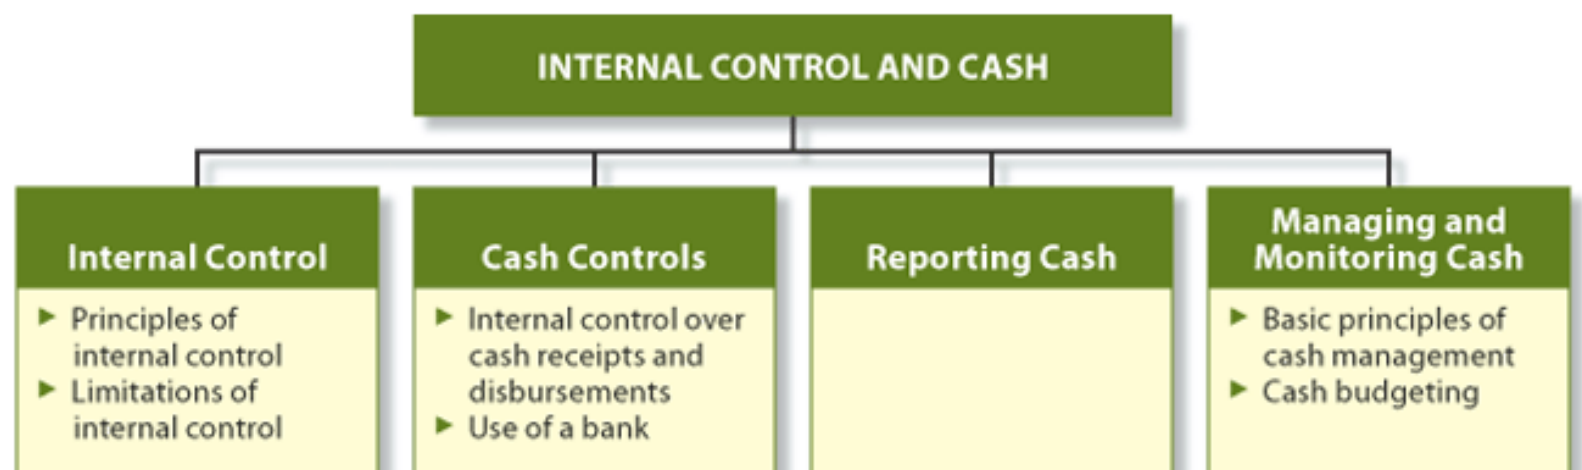 INTERNAL CONTROL AND CASH
Internal Control
► Principles of
internal control
► Limitations of
internal control
Cash Controls
► Internal control over
cash receipts and
disbursements
► Use of a bank
Reporting Cash
Managing and
Monitoring Cash
► Basic principles of
cash management
► Cash budgeting